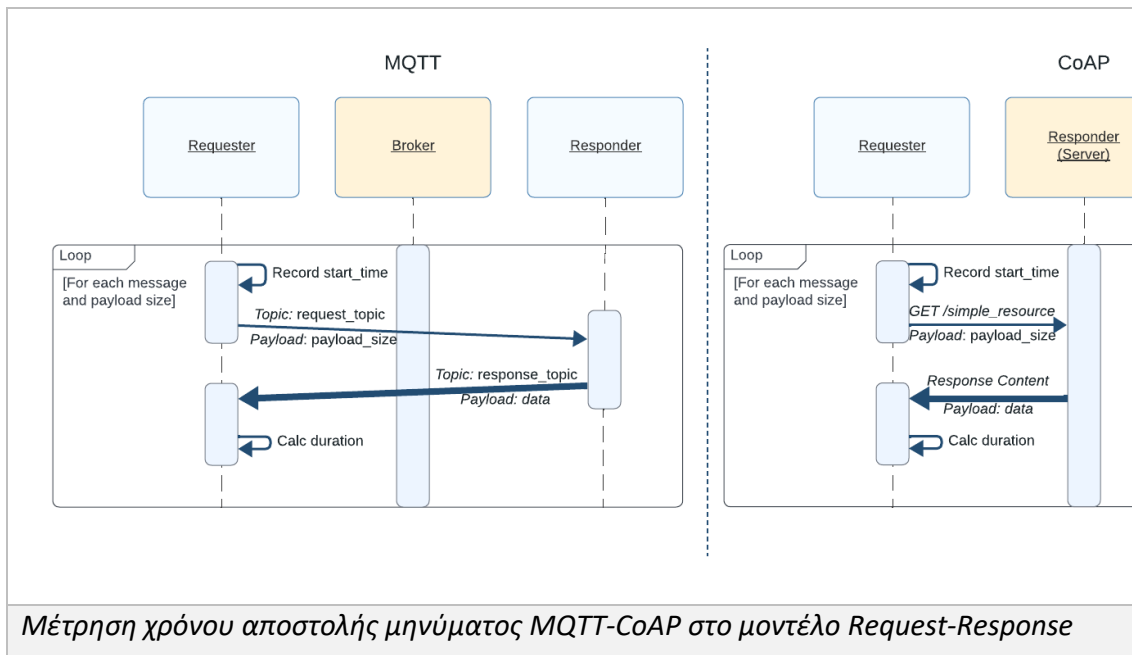 MQTT
Requester
Broker
Responder
Loop
[For each message
and payload size]
Record start_time
Topic: request_topic
Payload: payload_size
Topic: response_topic
Payload: data
Calc duration
CoAP
Requester
Responder
(Server)
Loop
[For each message
and payload size]
Record start_time
GET /simple_resource
Payload: payload_size
Response Content
Payload: data
Calc duration
Μέτρηση χρόνου αποστολής μηνύματος MQTT-CoAP στο μοντέλο Request-Response